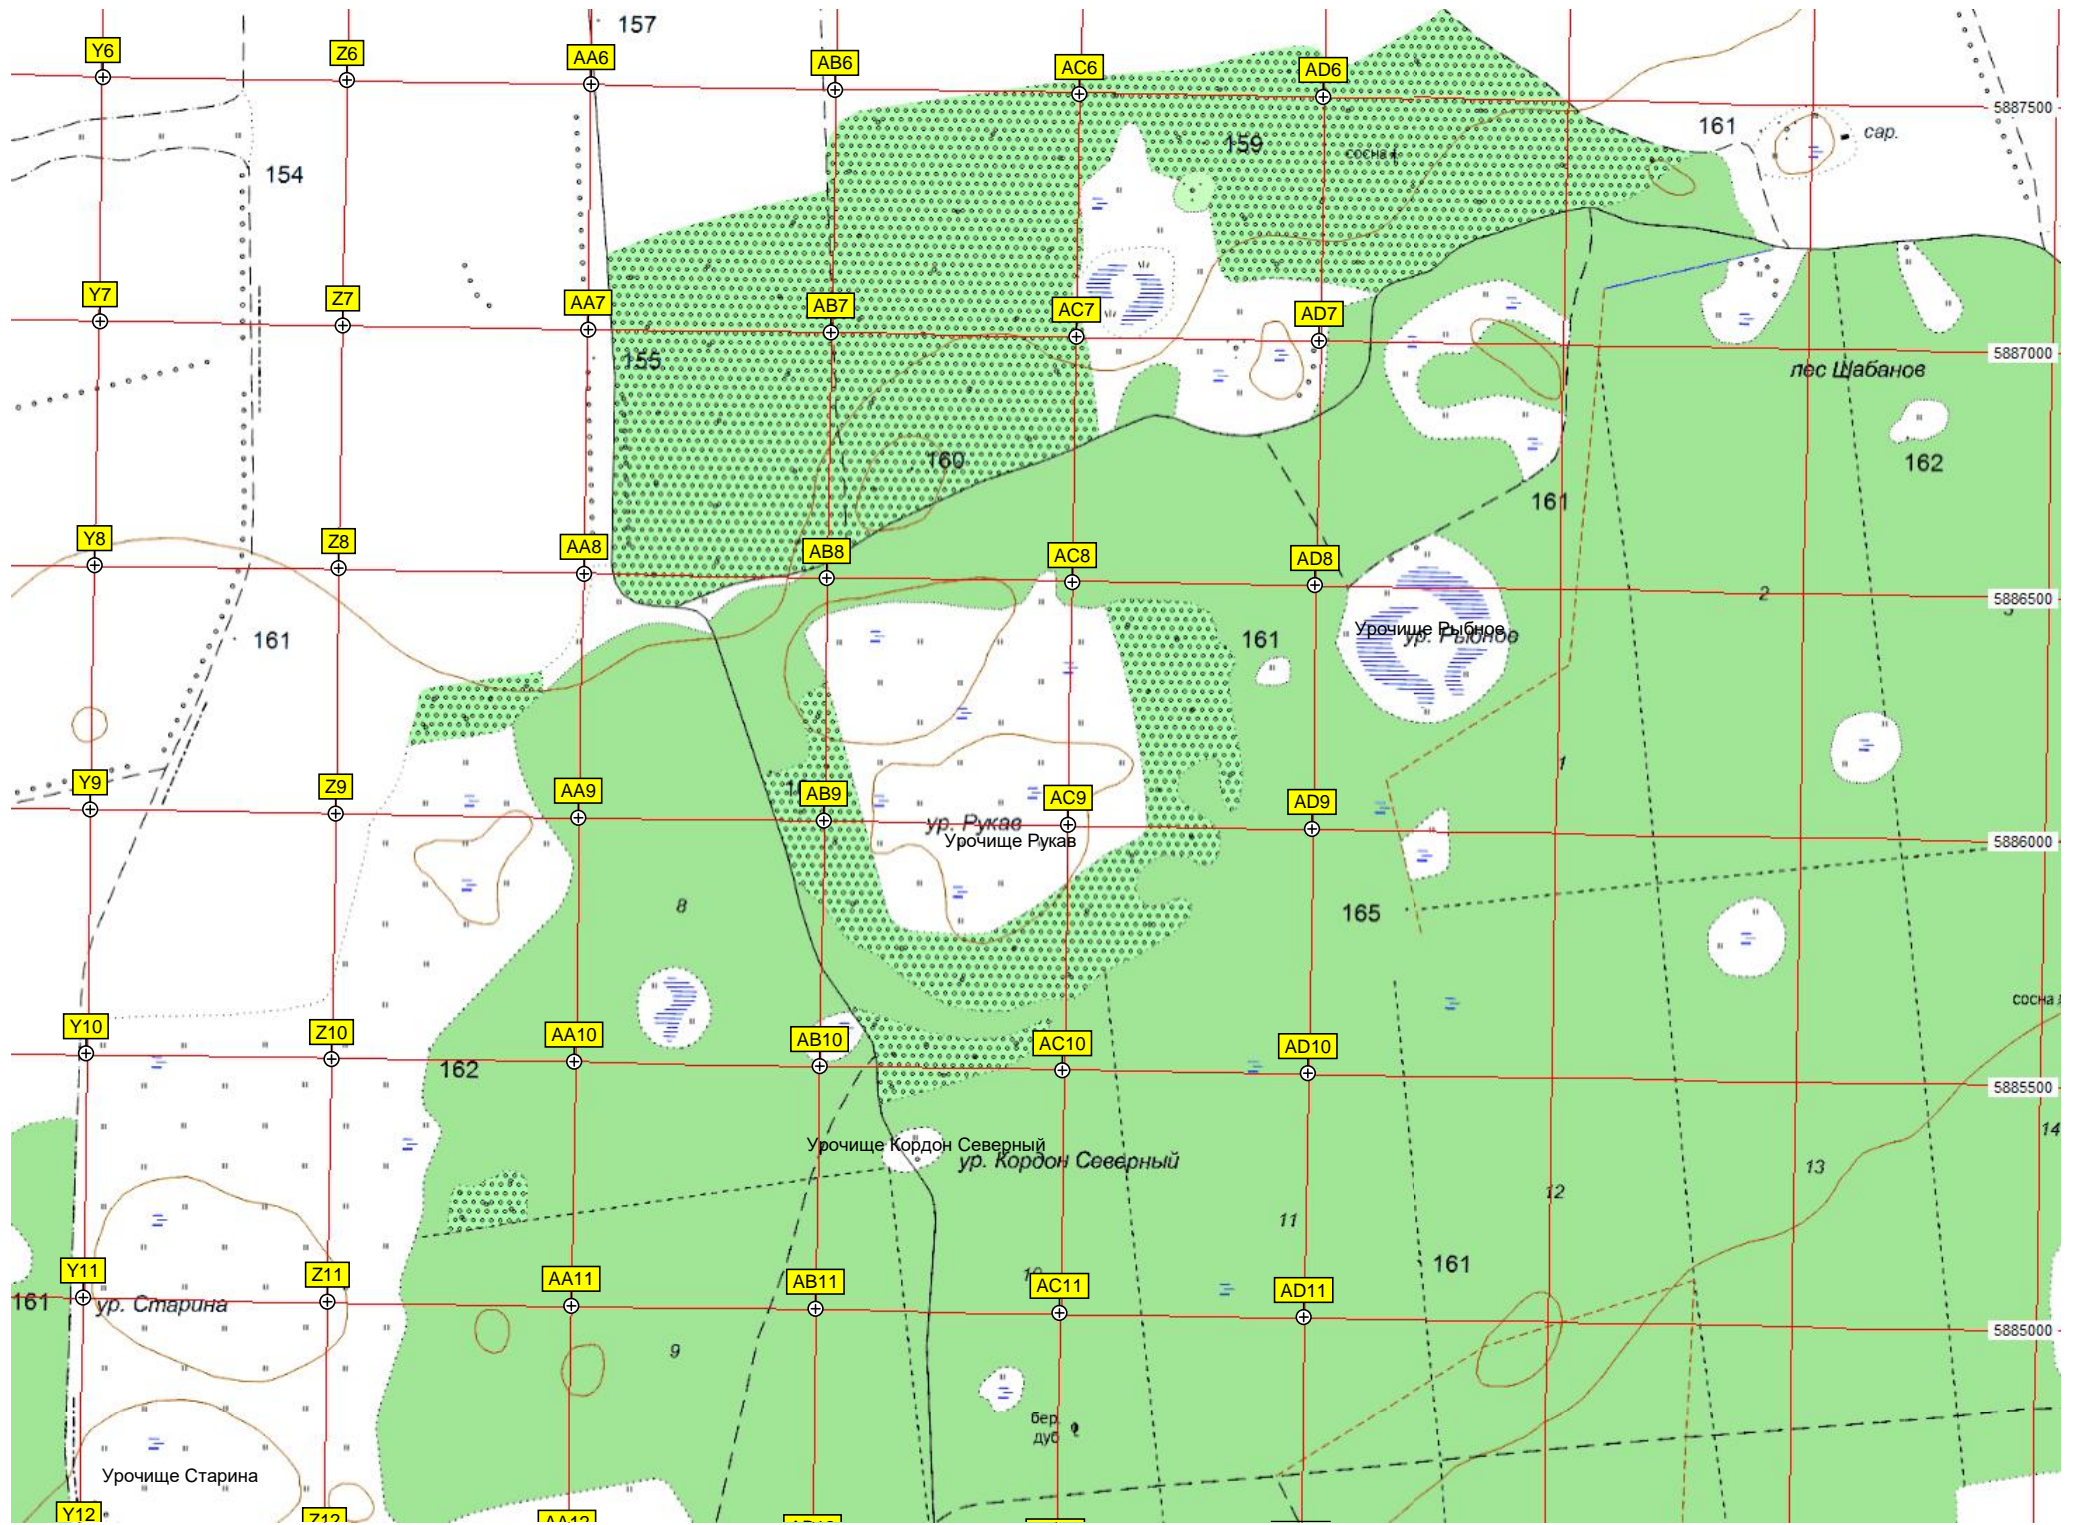 157
Y6
Z6
AA6
AB6
AC6
AD6
5887500
161
сар.
159
сосна
154
Y7
Z7
AA7
AB7
AC7
AD7
5887000
155
лес Шабанов
160
162
161
Y8
Z8
AA8
AB8
AC8
AD8
5886500
2
161
161
Урочище Рыбное
ур. Рыбное
Y9
Z9
AA9
AB9
AC9
AD9
1
ур. Рукав
Урочище Рукав
5886000
8
165
сосна
Y10
Z10
AA10
AB10
AC10
AD10
162
5885500
14
Урочище Кордон Северный
ур. Кордон Северный
13
12
11
161
10
Y11
Z11
AA11
AB11
AC11
AD11
161
ур. Старина
5885000
9
бер.
дуб
Урочище Старина
Y12
Z12
AA12